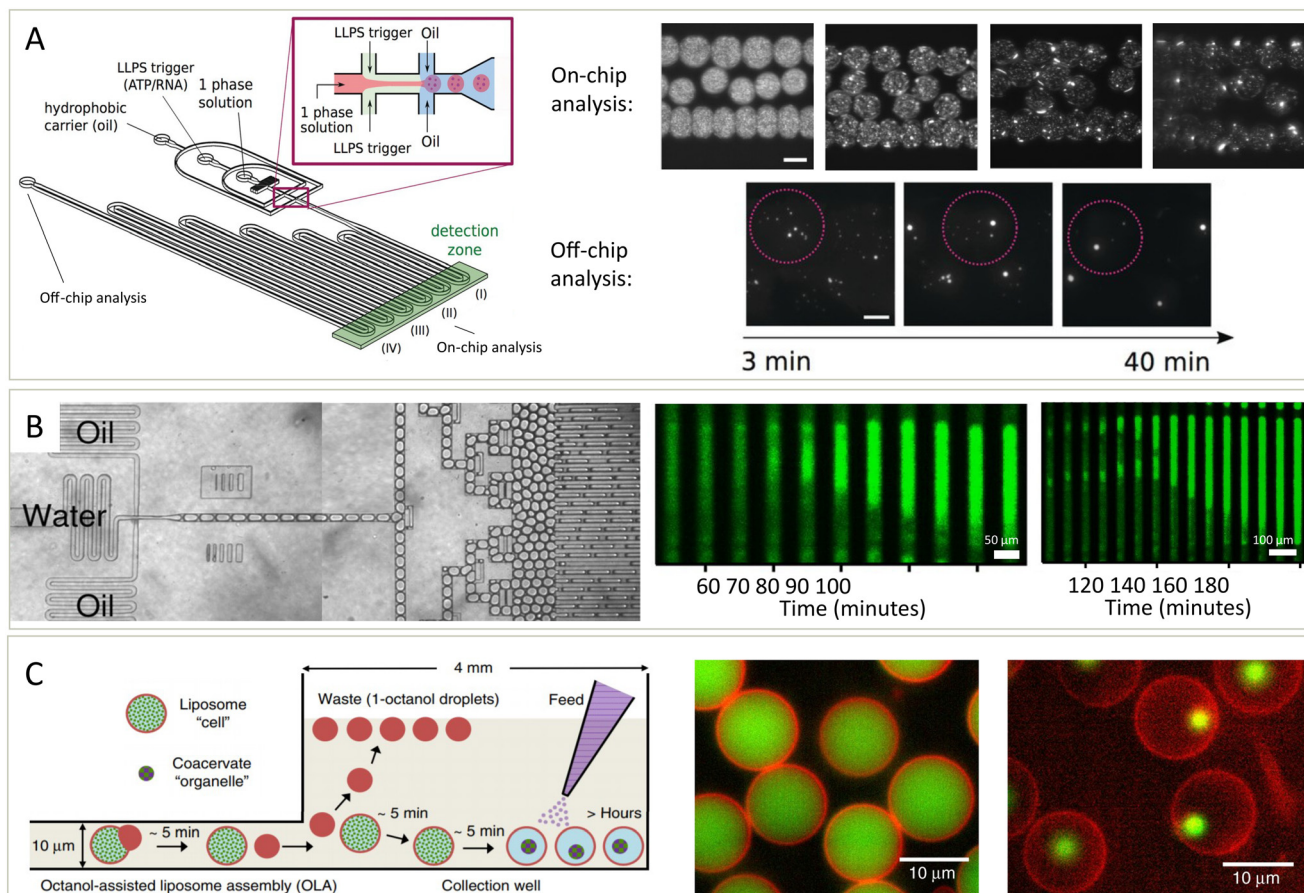 A
LLPS trigger
(ATP/RNA)
1 phase
solution
hydrophobic
carrier (oil)
LLPS trigger
Oil
1 phase
solution
LLPS trigger
Oil
detection
zone
(I)
(II)
(III)
(IV)
Off-chip analysis
On-chip analysis
On-chip
analysis:
Off-chip
analysis:
3 min
40 min
B
Oil
Water
Oil
50 µm
60 70 80 90 100
Time (minutes)
100 µm
120 140 160 180
Time (minutes)
C
4 mm
Liposome
"cell"
Coacervate
"organelle"
Waste (1-octanol droplets)
Feed
10 µm
~ 5 min
~ 5 min
~ 5 min
> Hours
Octanol-assisted liposome assembly (OLA)
Collection well
10 µm
10 µm